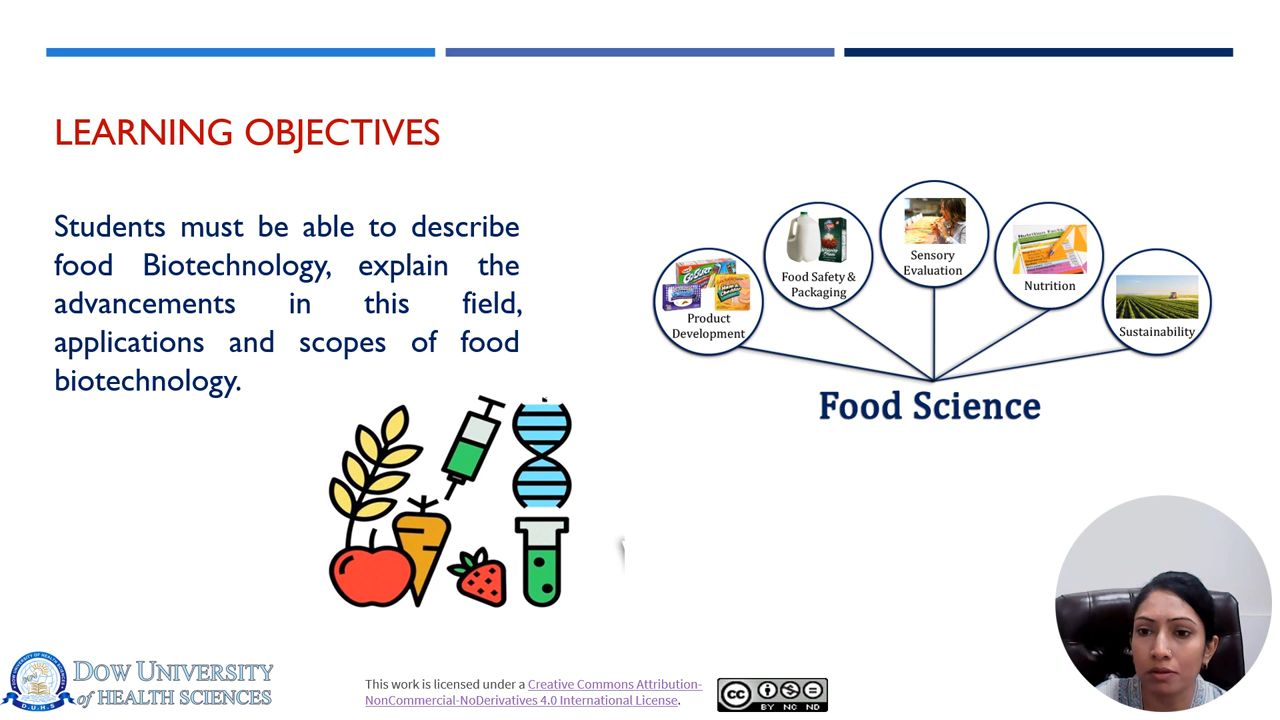 LEARNING OBJECTIVES
Students must be able to describe
food Biotechnology, explain the
advancements in this field,
applications and scopes of food
biotechnology.
Product
Development
Food Safety &
Packaging
Sensory
Evaluation
Nutrition
Sustainability
Food Science
DOW UNIVERSITY
of HEALTH SCIENCES
D.U.H.S
This work is licensed under a Creative Commons Attribution-
NonCommercial-NoDerivatives 4.0 International License.
cc
BY NC ND